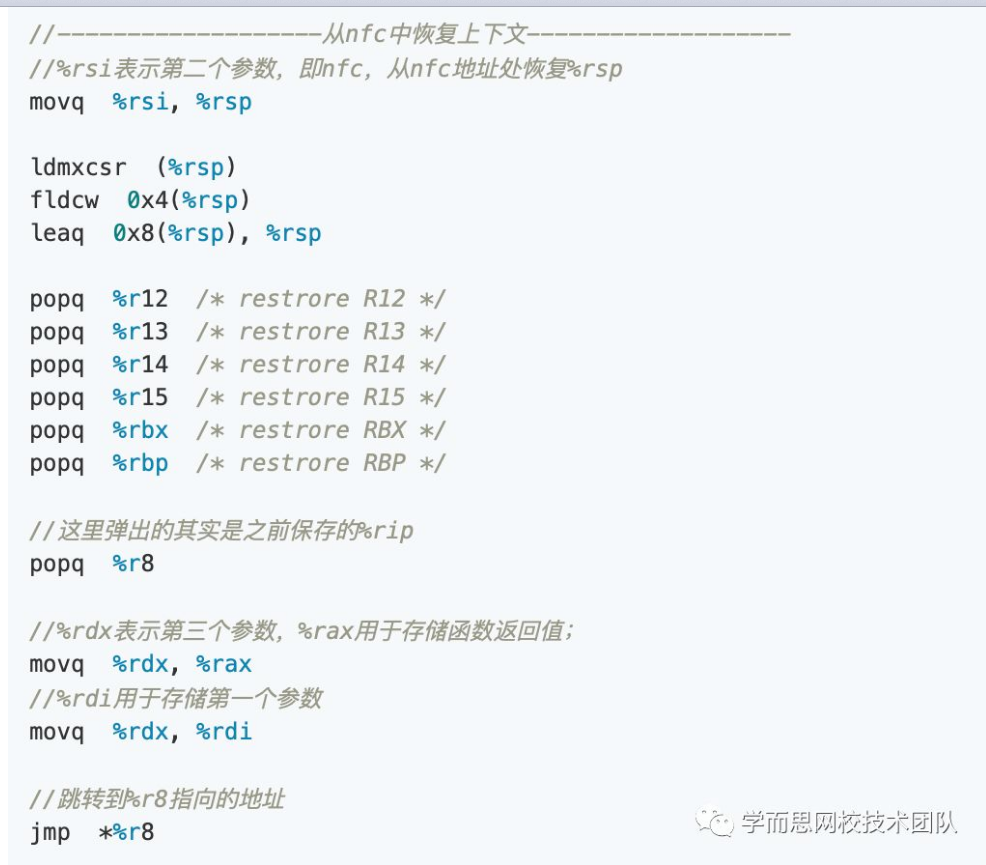 //-------------------从nfc中恢复上下文-------------------
//%rsi表示第二个参数，即nfc，从nfc地址处恢复%rsp
movq  %rsi, %rsp
ldmxcsr  (%rsp)
fldcw  0x4(%rsp)
leaq  0x8(%rsp), %rsp
popq  %r12  /* restrore R12 */
popq  %r13  /* restrore R13 */
popq  %r14  /* restrore R14 */
popq  %r15  /* restrore R15 */
popq  %rbx  /* restrore RBX */
popq  %rbp  /* restrore RBP */
//这里弹出的其实是之前保存的%rip
popq  %r8
//%rdx表示第三个参数，%rax用于存储函数返回值；
movq  %rdx, %rax
//%rdi用于存储第一个参数
movq  %rdx, %rdi
//跳转到%r8指向的地址
jmp  *%r8
学而思网校技术团队